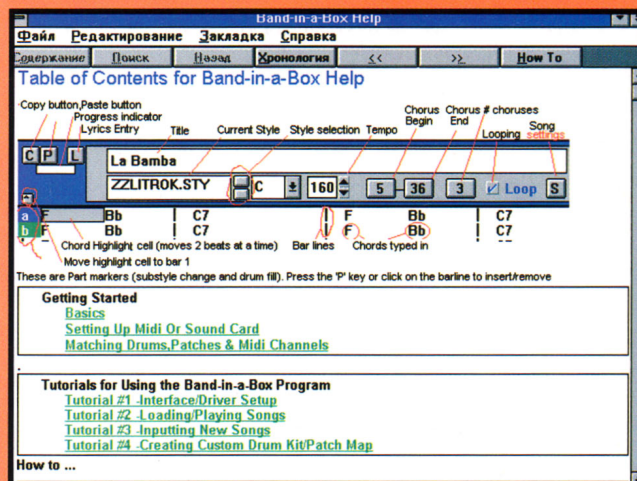 Band-in-a-Box Help
Файл Редактирование Закладка Справка
Содержание Поиск Назад Хронология << >> How To
Table of Contents for Band-in-a-Box Help
Copy button,Paste button
Progress indicator
Lyrics Entry
Title
Current Style
Style selection
Tempo
Chorus Begin
Chorus End
# choruses
Looping
Song settings
C P L
La Bamba
ZZLITROK.STY C 160 5 - 36 3 Loop S
a F Bb C7 F Bb C7
b F Bb C7 F Bb C7
Chord Highlight cell (moves 2 beats at a time) Bar lines Chords typed in
Move highlight cell to bar 1
These are Part markers (substyle change and drum fill). Press the 'P' key or click on the barline to insert/remove
Getting Started
Basics
Setting Up Midi Or Sound Card
Matching Drums,Patches & Midi Channels
Tutorials for Using the Band-in-a-Box Program
Tutorial #1 -Interface/Driver Setup
Tutorial #2 -Loading/Playing Songs
Tutorial #3 -Inputting New Songs
Tutorial #4 -Creating Custom Drum Kit/Patch Map
How to ...